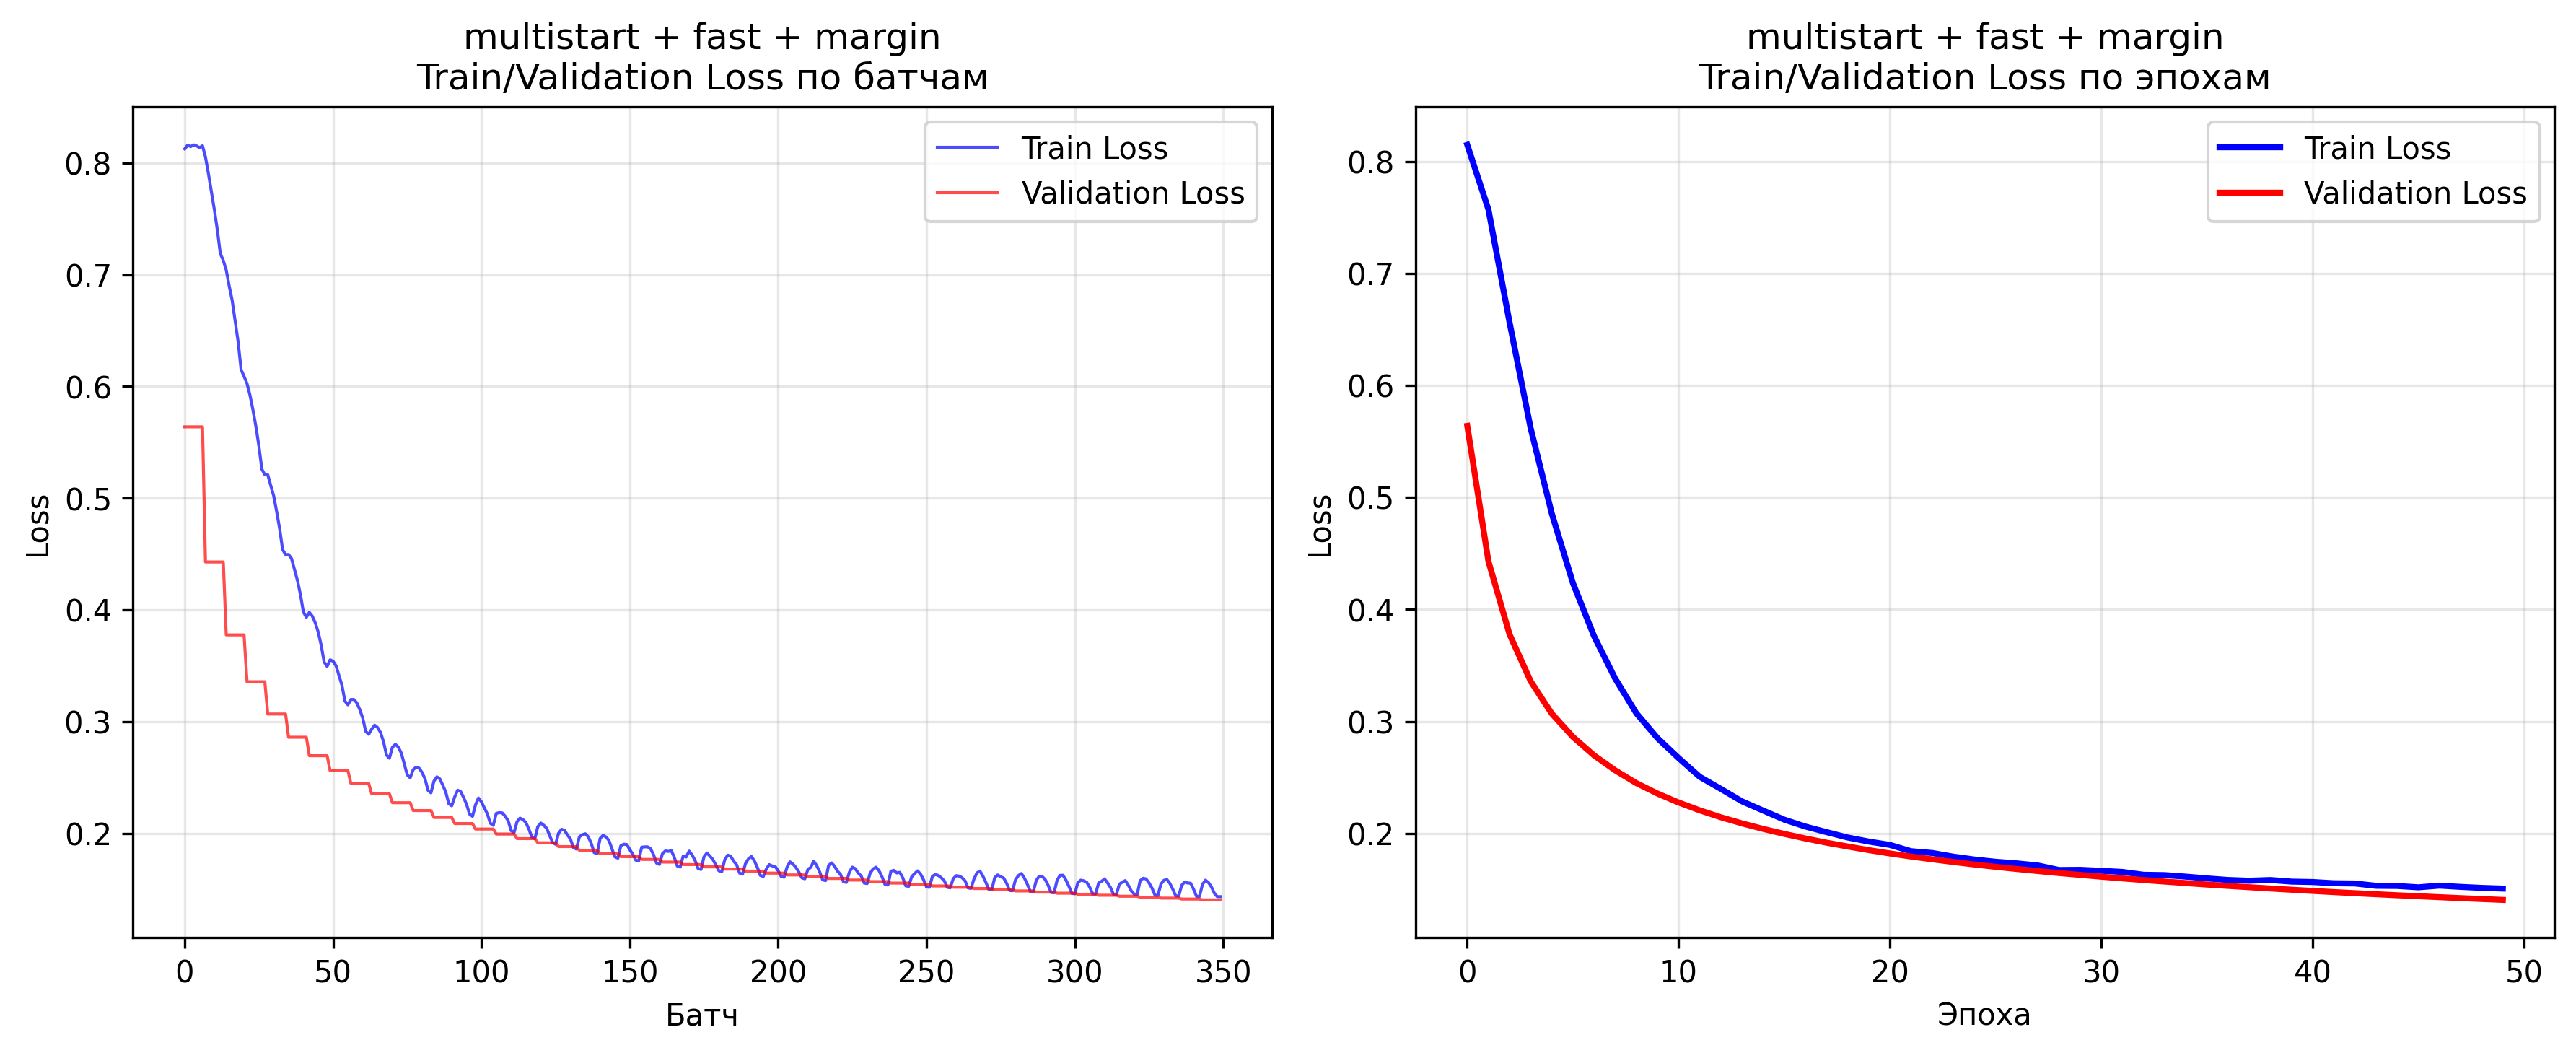 multistart + fast + margin
Train/Validation Loss по батчам
Train Loss
Validation Loss
0.8
0.7
0.6
0.5
0.4
0.3
0.2
Loss
0
50
100
150
200
250
300
350
Батч
multistart + fast + margin
Train/Validation Loss по эпохам
Train Loss
Validation Loss
0.8
0.7
0.6
0.5
0.4
0.3
0.2
Loss
0
10
20
30
40
50
Эпоха